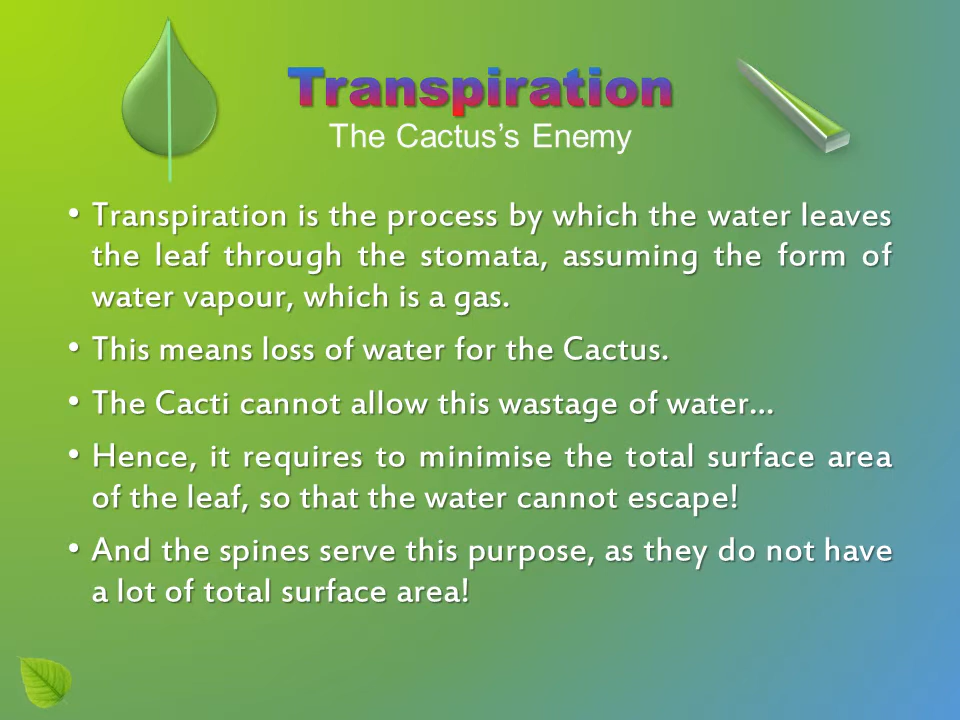 Transpiration
The Cactus’s Enemy
• Transpiration is the process by which the water leaves
the leaf through the stomata, assuming the form of
water vapour, which is a gas.
• This means loss of water for the Cactus.
• The Cacti cannot allow this wastage of water...
• Hence, it requires to minimise the total surface area
of the leaf, so that the water cannot escape!
• And the spines serve this purpose, as they do not have
a lot of total surface area!